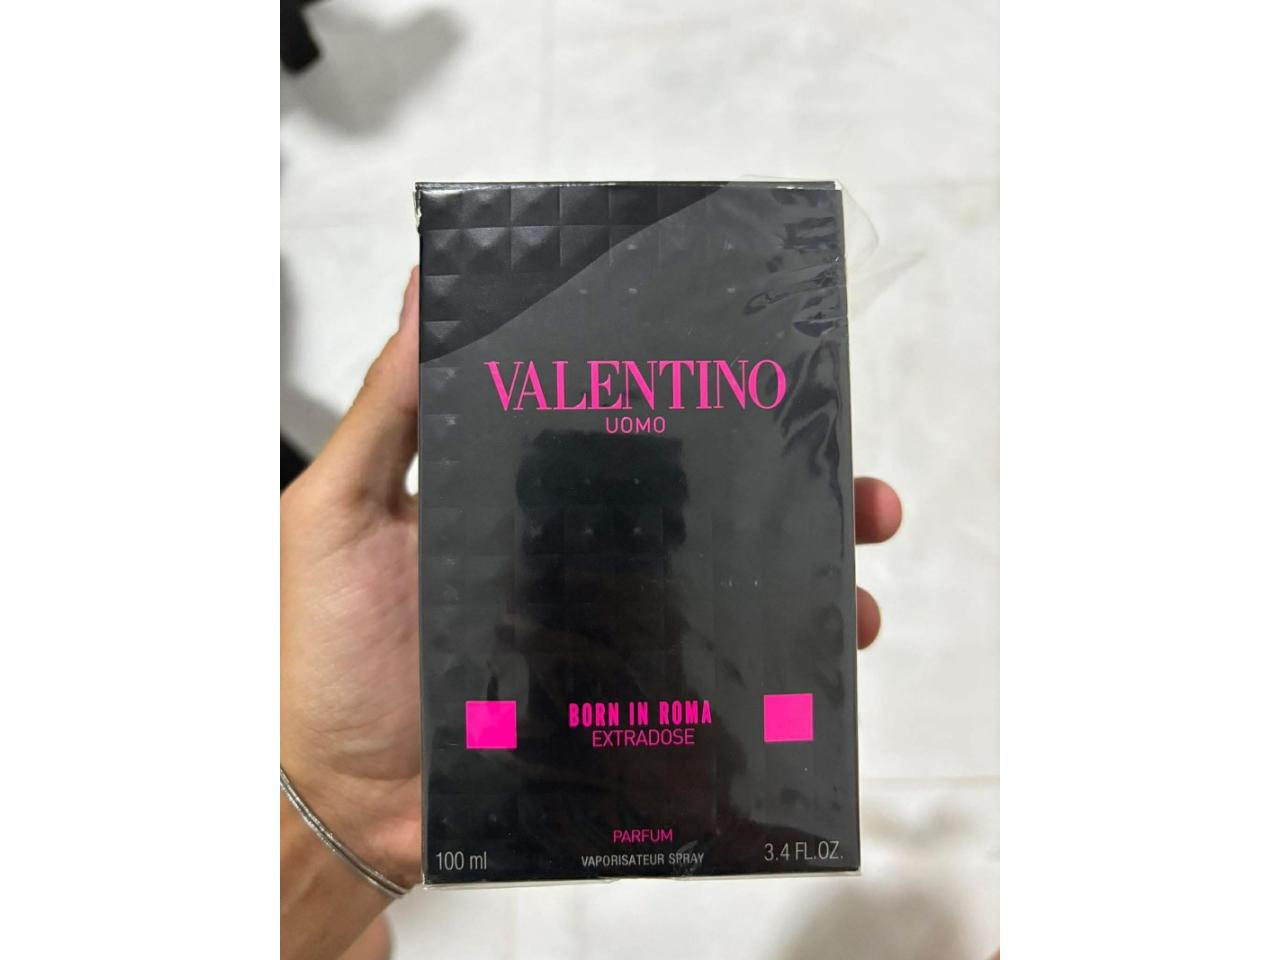 VALENTINO
UOMO
BORN IN ROMA
EXTRADOSE
PARFUM
100 ml
VAPORISATEUR SPRAY
3.4 FL.OZ.